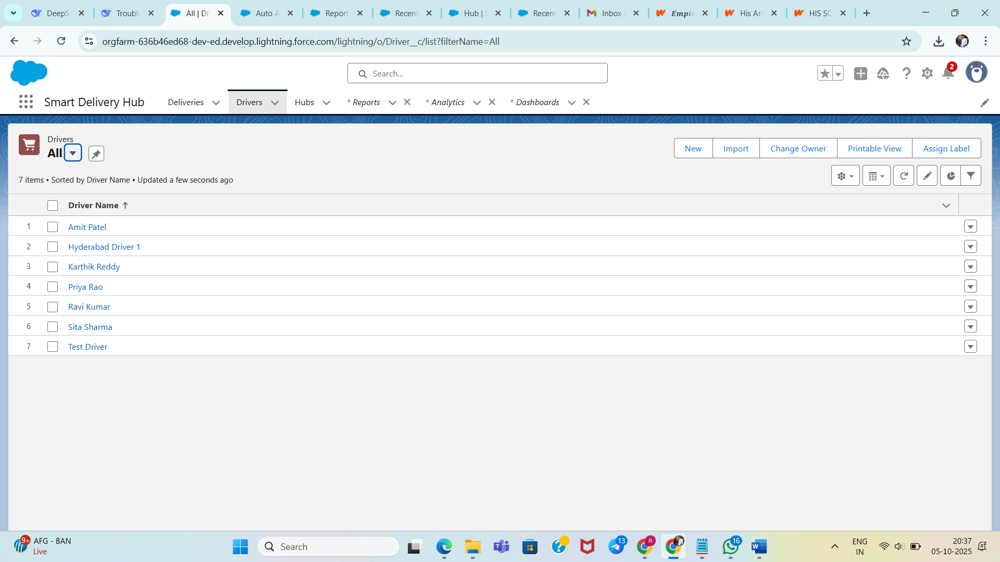 DeepS
Trouble
All | Dr
Auto A
Report
Recent
Hub | S
Recent
Inbox
Empir
His Arr
HIS SC
orgfarm-636b46ed68-dev-ed.develop.lightning.force.com/lightning/o/Driver__c/list?filterName=All
Search...
2
Smart Delivery Hub
Deliveries
Drivers
Hubs
* Reports
* Analytics
* Dashboards
Drivers
All
New
Import
Change Owner
Printable View
Assign Label
7 items • Sorted by Driver Name • Updated a few seconds ago
Driver Name ↑
1 Amit Patel
2 Hyderabad Driver 1
3 Karthik Reddy
4 Priya Rao
5 Ravi Kumar
6 Sita Sharma
7 Test Driver
9+
AFG - BAN
Live
Search
13
R
16
ENG
IN
20:37
05-10-2025